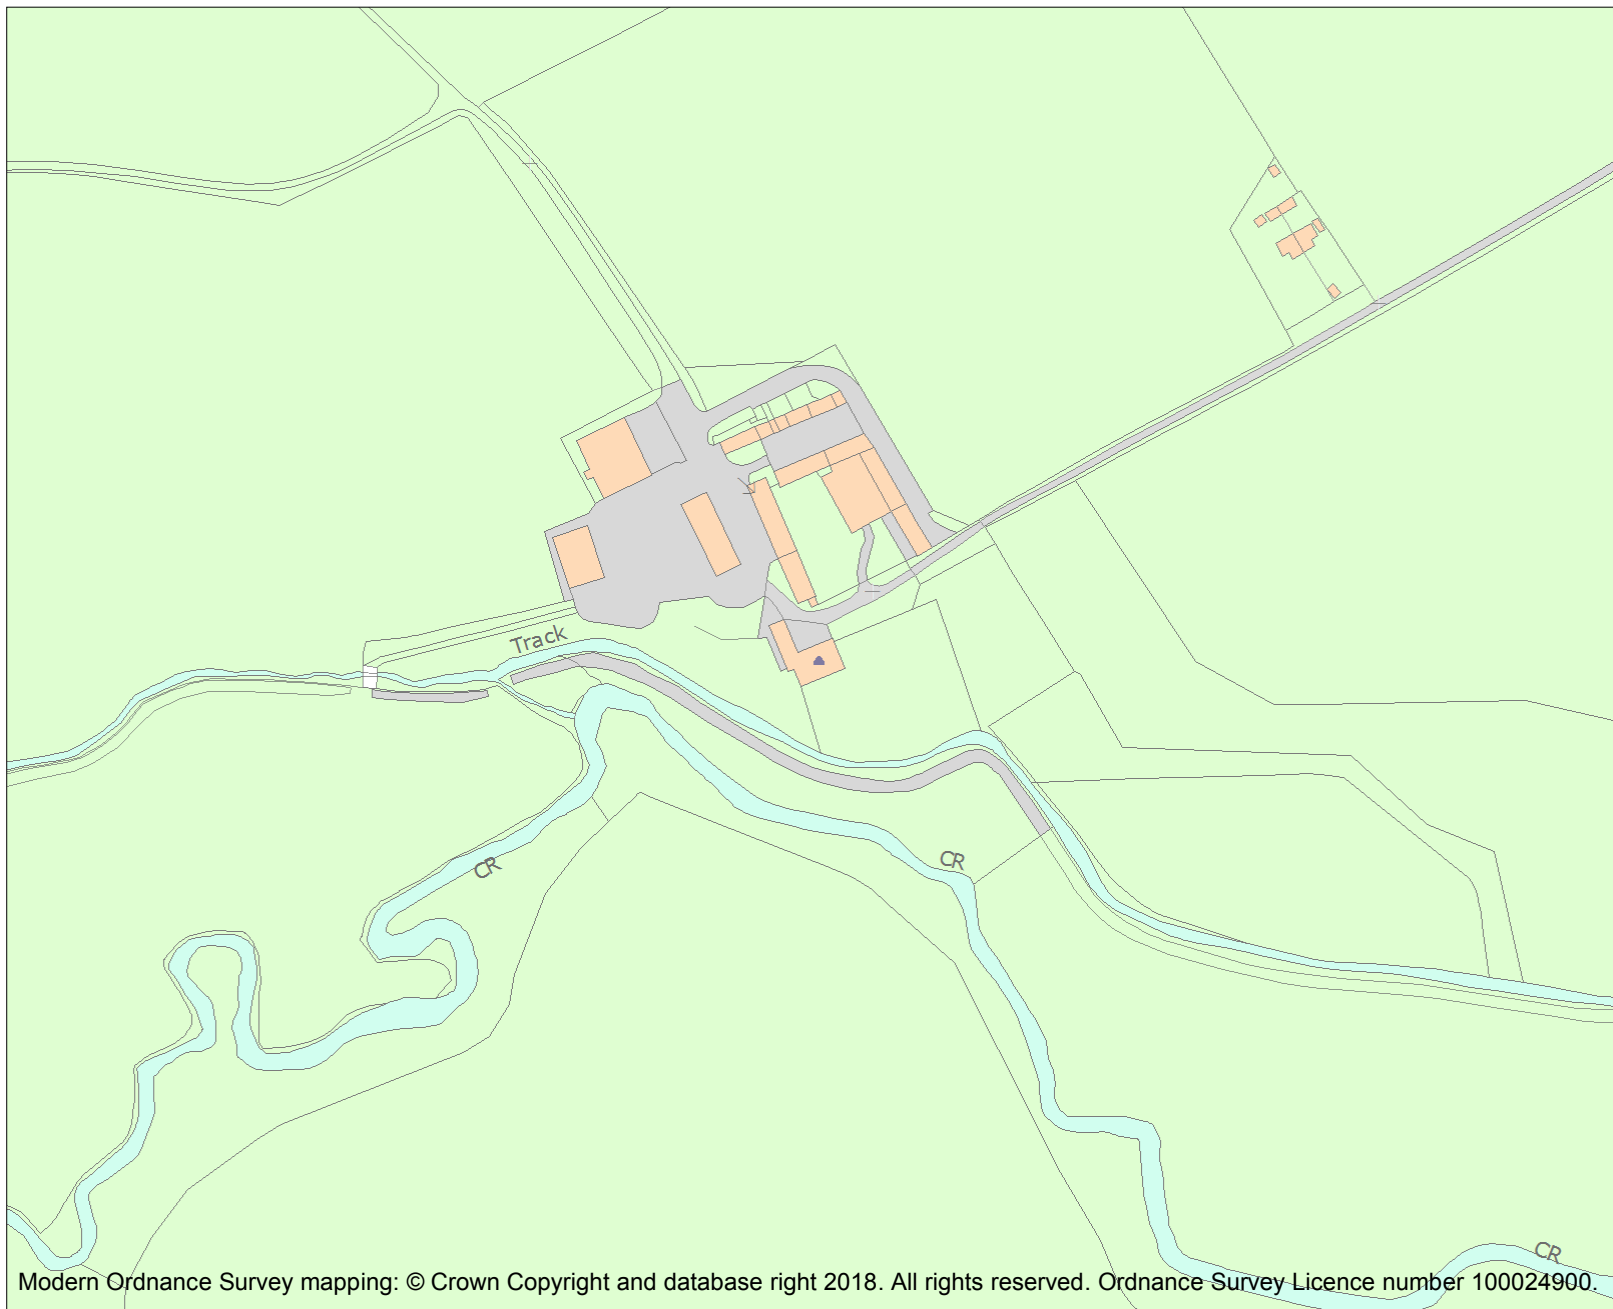 Track
CR
CR
CR
Modern Ordnance Survey mapping: © Crown Copyright and database right 2018. All rights reserved. Ordnance Survey Licence number 100024900.